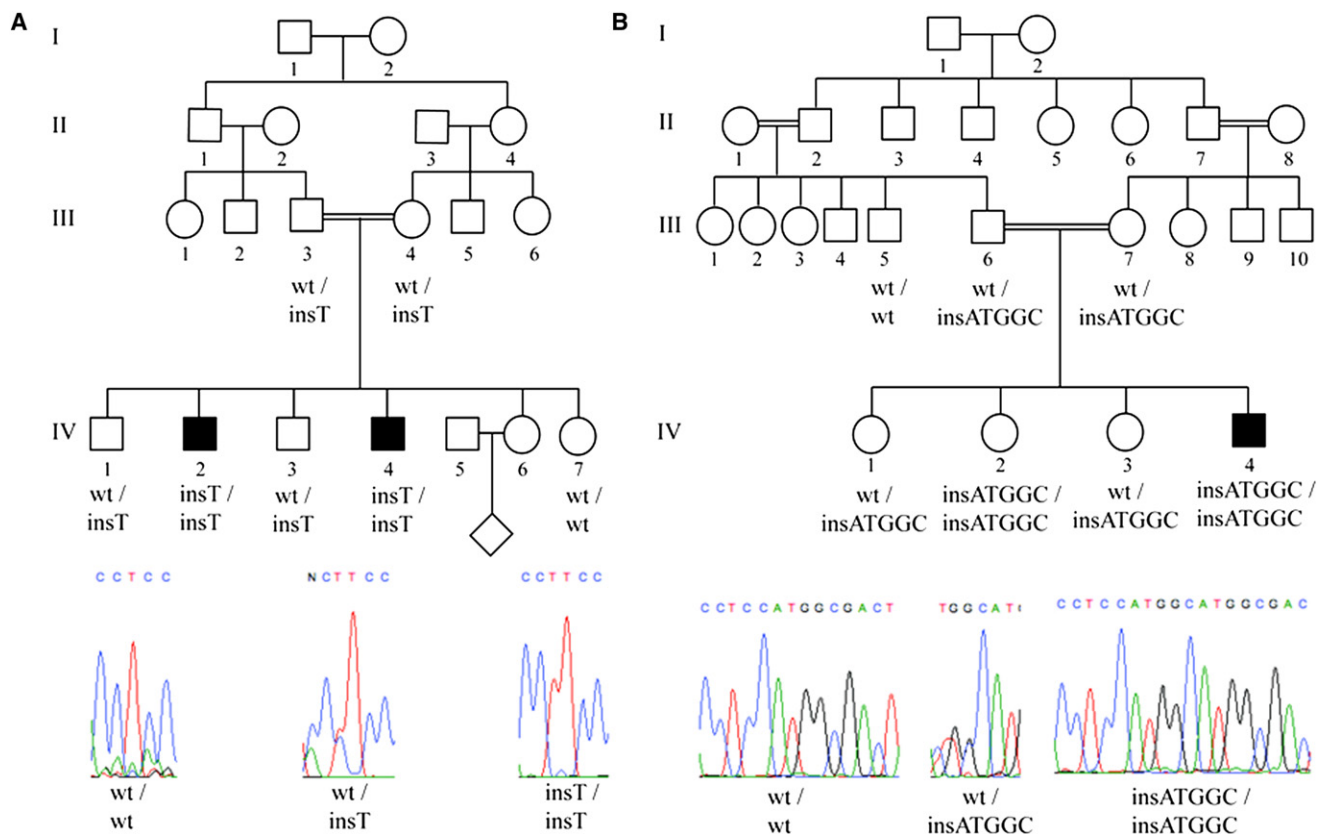 A
I
1 2
II
1 2 3 4
III
1 2 3 4 5 6
wt / wt /
insT insT
IV
1 2 3 4 5 6 7
wt / insT / wt / insT / wt /
insT insT insT insT wt
C C T C C N C T T C C C C T T C C
wt / wt / insT /
wt insT insT
B
I
1 2
II
1 2 3 4 5 6 7 8
III
1 2 3 4 5 6 7 8 9 10
wt / wt / wt /
wt insATGGC insATGGC
IV
1 2 3 4
wt / insATGGC / wt / insATGGC /
insATGGC insATGGC insATGGC insATGGC
C C T C C A T G G C G A C T T G G C A T C C T C C A T G G C A T G G C G A C
wt / wt / insATGGC /
wt insATGGC insATGGC